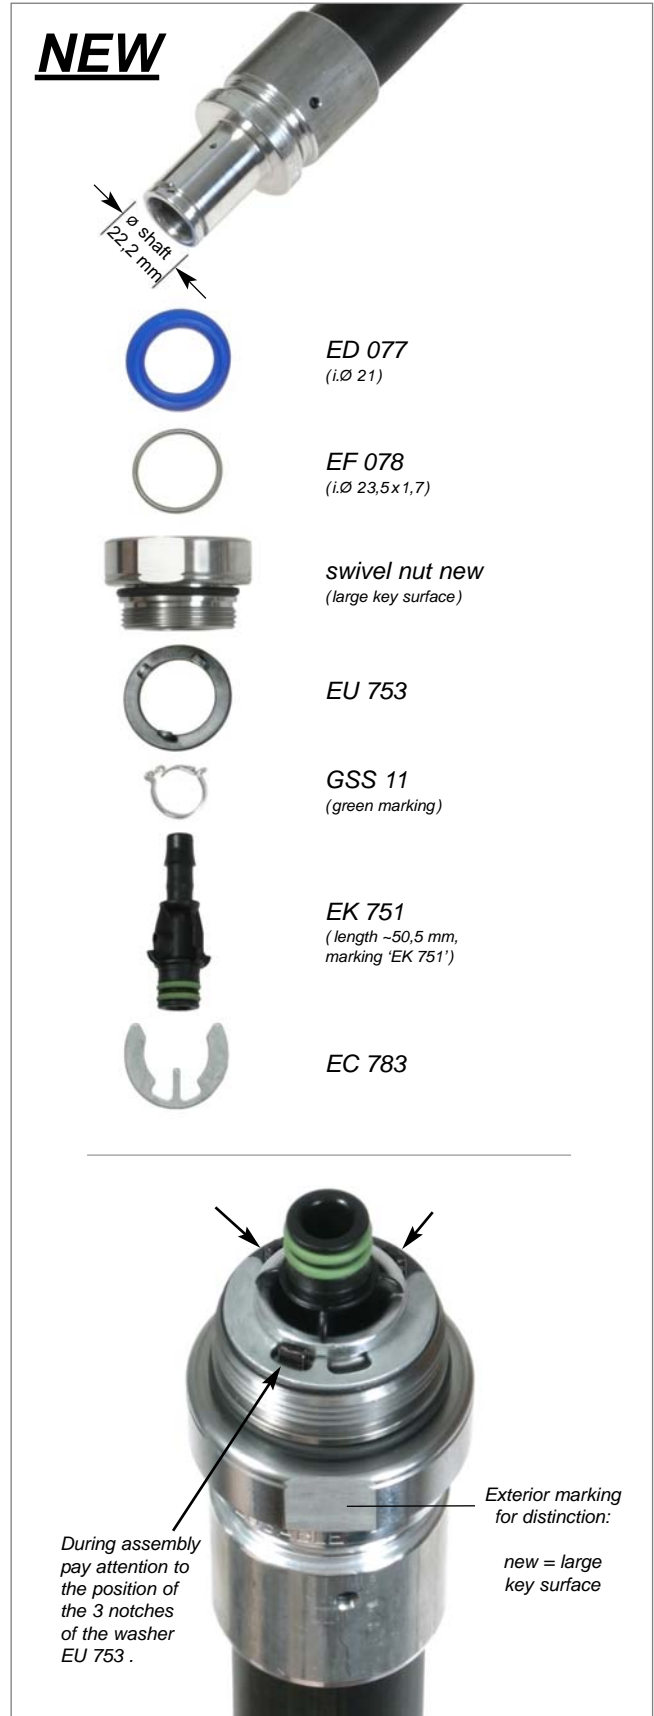 NEW
ø shaft
22,2 mm
ED 077
(i.Ø 21)
EF 078
(i.Ø 23,5x1,7)
swivel nut new
(large key surface)
EU 753
GSS 11
(green marking)
EK 751
( length ~50,5 mm,
marking ‘EK 751’)
EC 783
Exterior marking
for distinction:
new = large
key surface
During assembly
pay attention to
the position of
the 3 notches
of the washer
EU 753 .